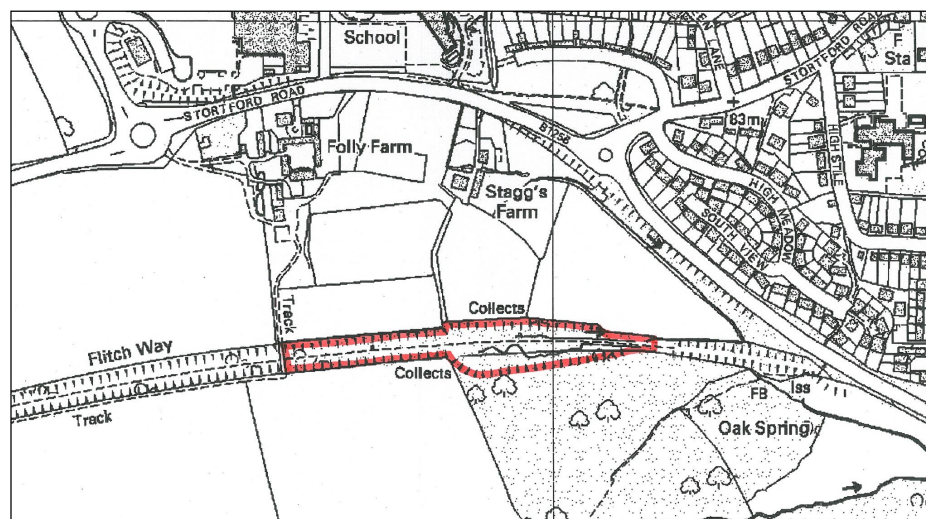 School
STORTFORD ROAD
F
Sta
STORTFORD ROAD
B1256
83m
HIGH STILE
Folly Farm
Stagg's
Farm
HIGH MEADOW
SOUTH VIEW
Track
Collects
Flitch Way
Collects
Track
FB
Iss
Oak Spring